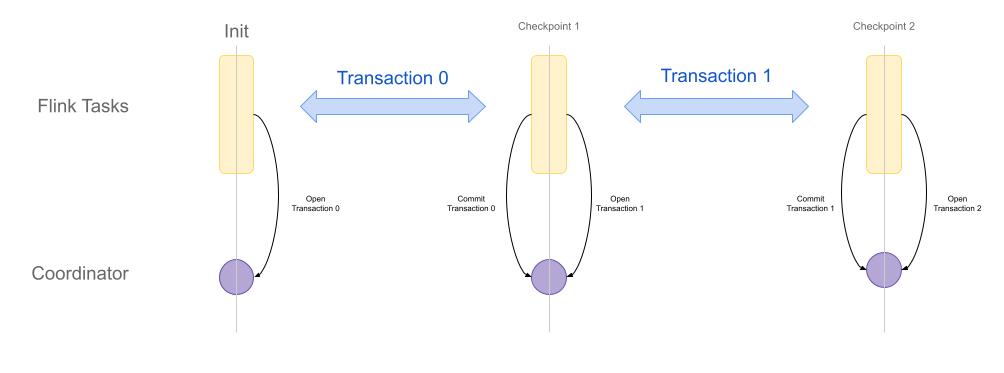 Init
Checkpoint 1
Checkpoint 2
Transaction 0
Transaction 1
Flink Tasks
Open
Transaction 0
Commit
Transaction 0
Open
Transaction 1
Commit
Transaction 1
Open
Transaction 2
Coordinator